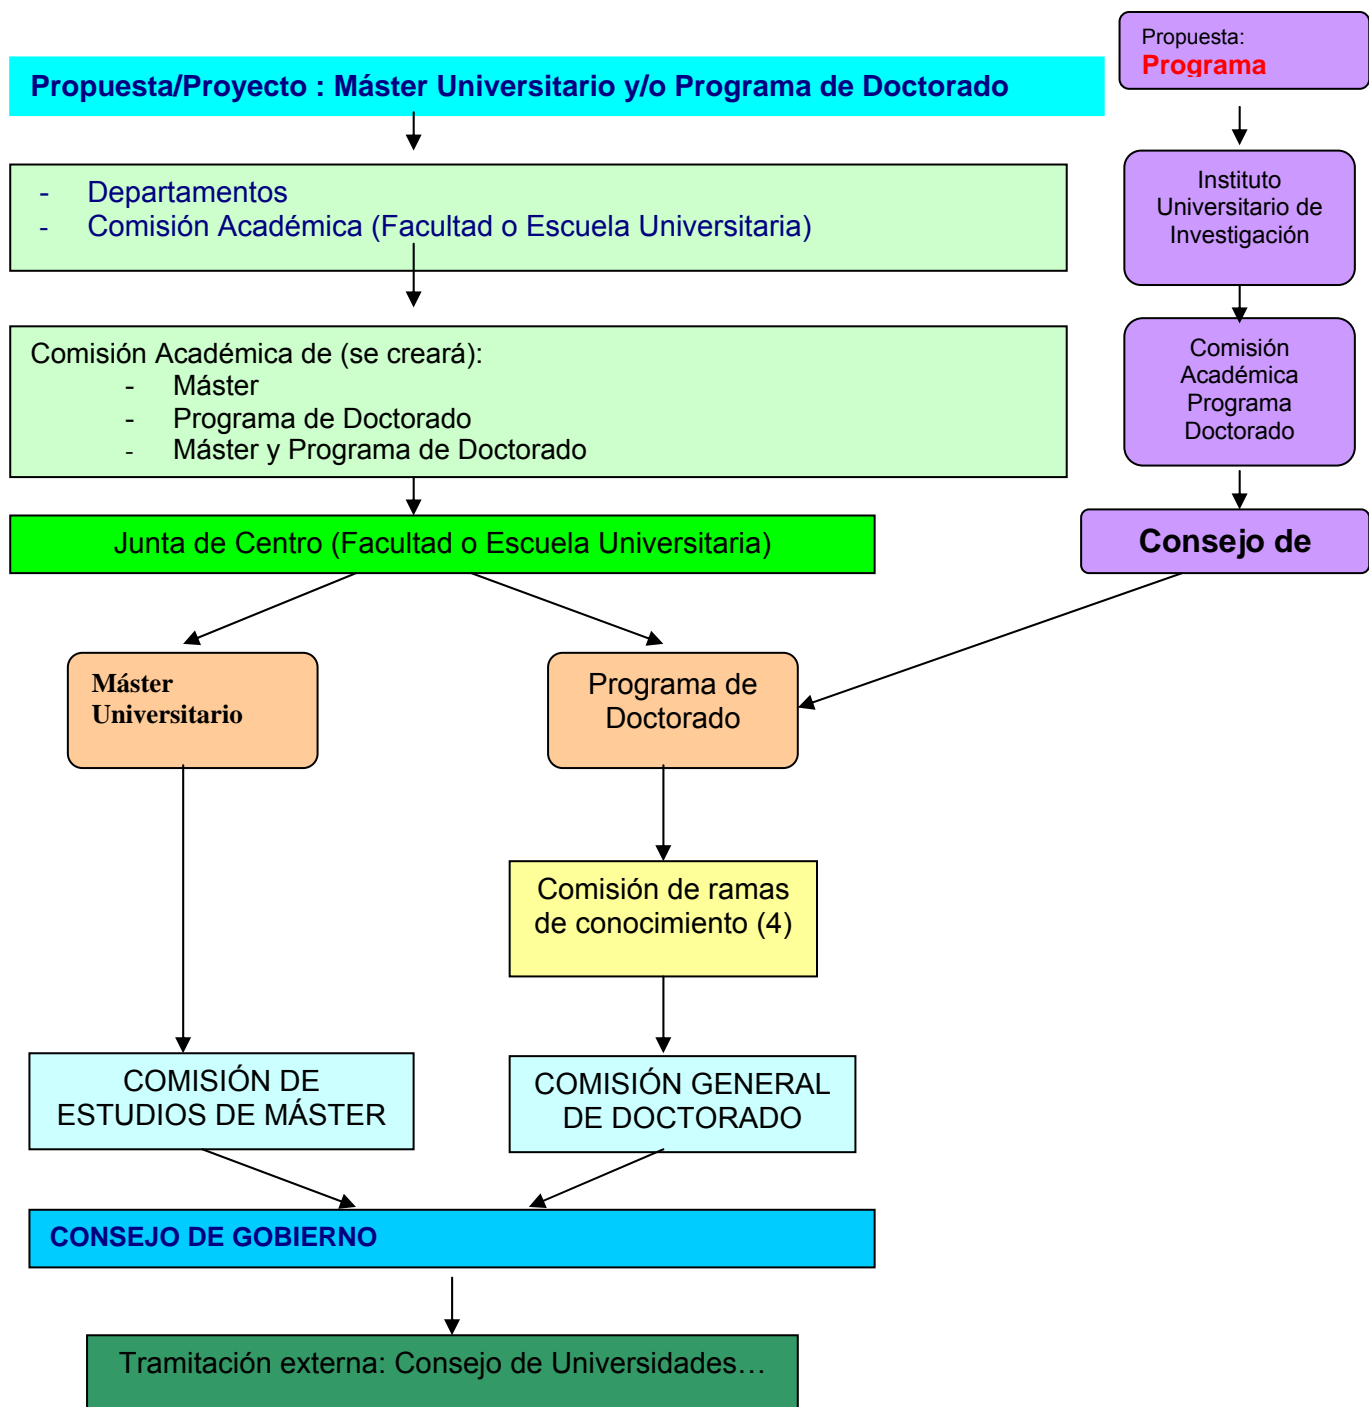 Propuesta:
Programa
Propuesta/Proyecto : Máster Universitario y/o Programa de Doctorado
- Departamentos
- Comisión Académica (Facultad o Escuela Universitaria)
Instituto
Universitario de
Investigación
Comisión Académica de (se creará):
- Máster
- Programa de Doctorado
- Máster y Programa de Doctorado
Comisión
Académica
Programa
Doctorado
Junta de Centro (Facultad o Escuela Universitaria)
Consejo de
Máster
Universitario
Programa de
Doctorado
Comisión de ramas
de conocimiento (4)
COMISIÓN DE
ESTUDIOS DE MÁSTER
COMISIÓN GENERAL
DE DOCTORADO
CONSEJO DE GOBIERNO
Tramitación externa: Consejo de Universidades…